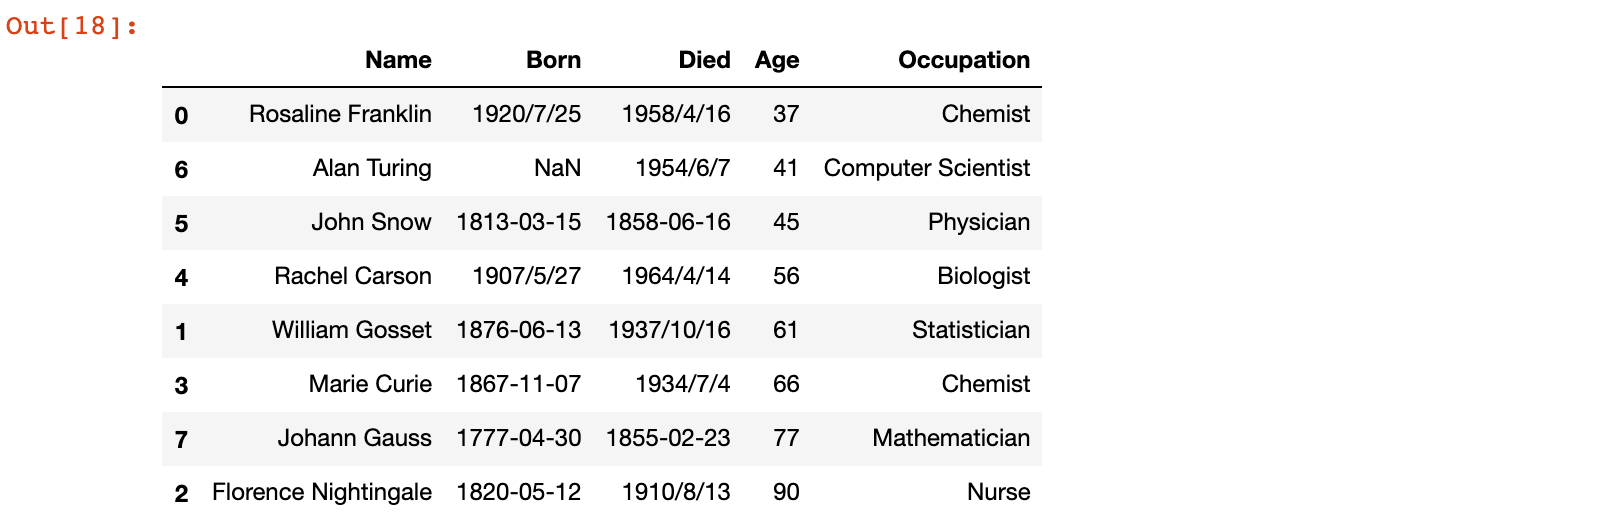 Out[18]:
Name Born Died Age Occupation
0 Rosaline Franklin 1920/7/25 1958/4/16 37 Chemist
6 Alan Turing NaN 1954/6/7 41 Computer Scientist
5 John Snow 1813-03-15 1858-06-16 45 Physician
4 Rachel Carson 1907/5/27 1964/4/14 56 Biologist
1 William Gosset 1876-06-13 1937/10/16 61 Statistician
3 Marie Curie 1867-11-07 1934/7/4 66 Chemist
7 Johann Gauss 1777-04-30 1855-02-23 77 Mathematician
2 Florence Nightingale 1820-05-12 1910/8/13 90 Nurse